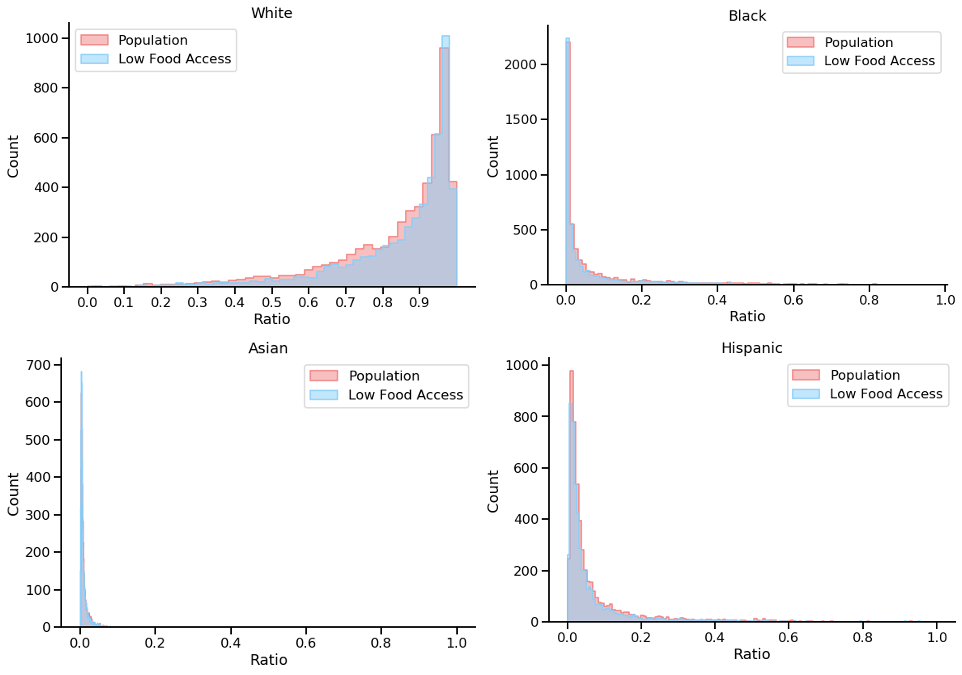 White
Population
Low Food Access
Count
1000
800
600
400
200
0
0.0 0.1 0.2 0.3 0.4 0.5 0.6 0.7 0.8 0.9
Ratio
Black
Population
Low Food Access
Count
2000
1500
1000
500
0
0.0 0.2 0.4 0.6 0.8 1.0
Ratio
Asian
Population
Low Food Access
Count
700
600
500
400
300
200
100
0
0.0 0.2 0.4 0.6 0.8 1.0
Ratio
Hispanic
Population
Low Food Access
Count
1000
800
600
400
200
0
0.0 0.2 0.4 0.6 0.8 1.0
Ratio